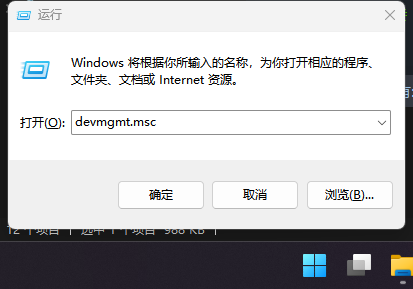 运行
Windows 将根据你所输入的名称，为你打开相应的程序、
文件夹、文档或 Internet 资源。
打开(O): devmgmt.msc
确定 取消 浏览(B)...
12 个项目 | 选中 1 个项目 988 KB |